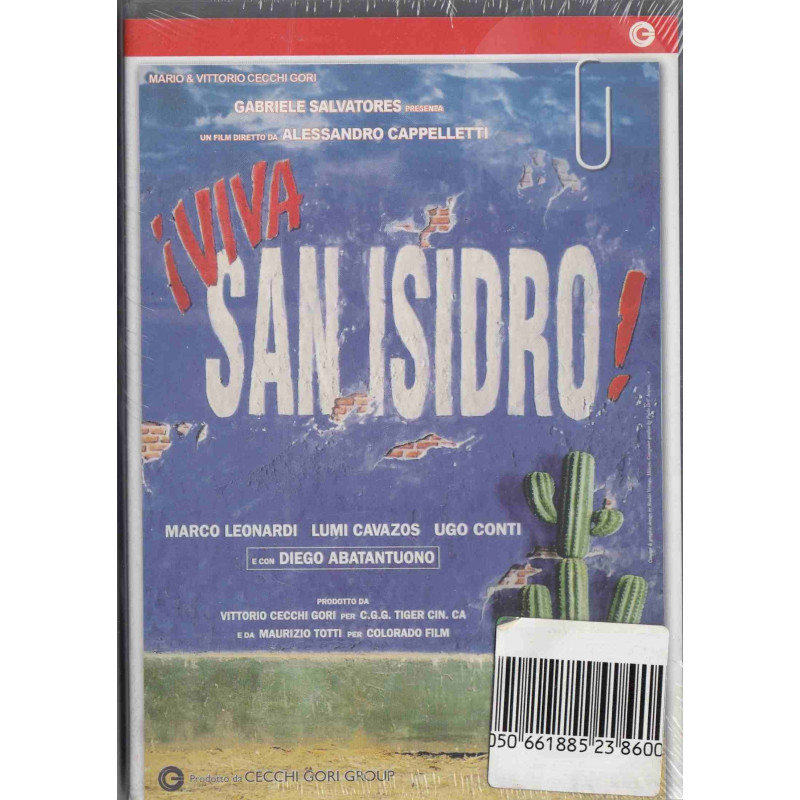 MARIO & VITTORIO CECCHI GORI
GABRIELE SALVATORES PRESENTA
UN FILM DIRETTO DA ALESSANDRO CAPPELLETTI
¡VIVA
SAN ISIDRO!
MARCO LEONARDI LUMI CAVAZOS UGO CONTI
E CON DIEGO ABATANTUONO
PRODOTTO DA
VITTORIO CECCHI GORI PER C.G.G. TIGER CIN. CA
E DA MAURIZIO TOTTI PER COLORADO FILM
050 661885 23 8600
Prodotto da CECCHI GORI GROUP